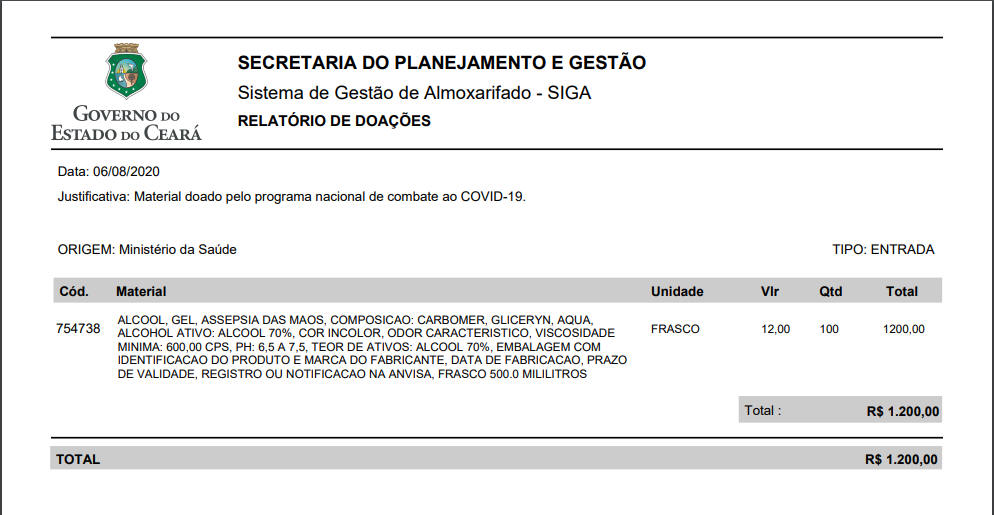 GOVERNO DO
ESTADO DO CEARÁ
SECRETARIA DO PLANEJAMENTO E GESTÃO
Sistema de Gestão de Almoxarifado - SIGA
RELATÓRIO DE DOAÇÕES
Data: 06/08/2020
Justificativa: Material doado pelo programa nacional de combate ao COVID-19.
ORIGEM: Ministério da Saúde TIPO: ENTRADA
Cód. Material Unidade Vlr Qtd Total
754738 ALCOOL, GEL, ASSEPSIA DAS MAOS, COMPOSICAO: CARBOMER, GLICERYN, AQUA, FRASCO 12,00 100 1200,00
ALCOHOL ATIVO: ALCOOL 70%, COR INCOLOR, ODOR CARACTERISTICO, VISCOSIDADE
MINIMA: 600,00 CPS, PH: 6,5 A 7,5, TEOR DE ATIVOS: ALCOOL 70%, EMBALAGEM COM
IDENTIFICACAO DO PRODUTO E MARCA DO FABRICANTE, DATA DE FABRICACAO, PRAZO
DE VALIDADE, REGISTRO OU NOTIFICACAO NA ANVISA, FRASCO 500.0 MILILITROS
Total : R$ 1.200,00
TOTAL R$ 1.200,00